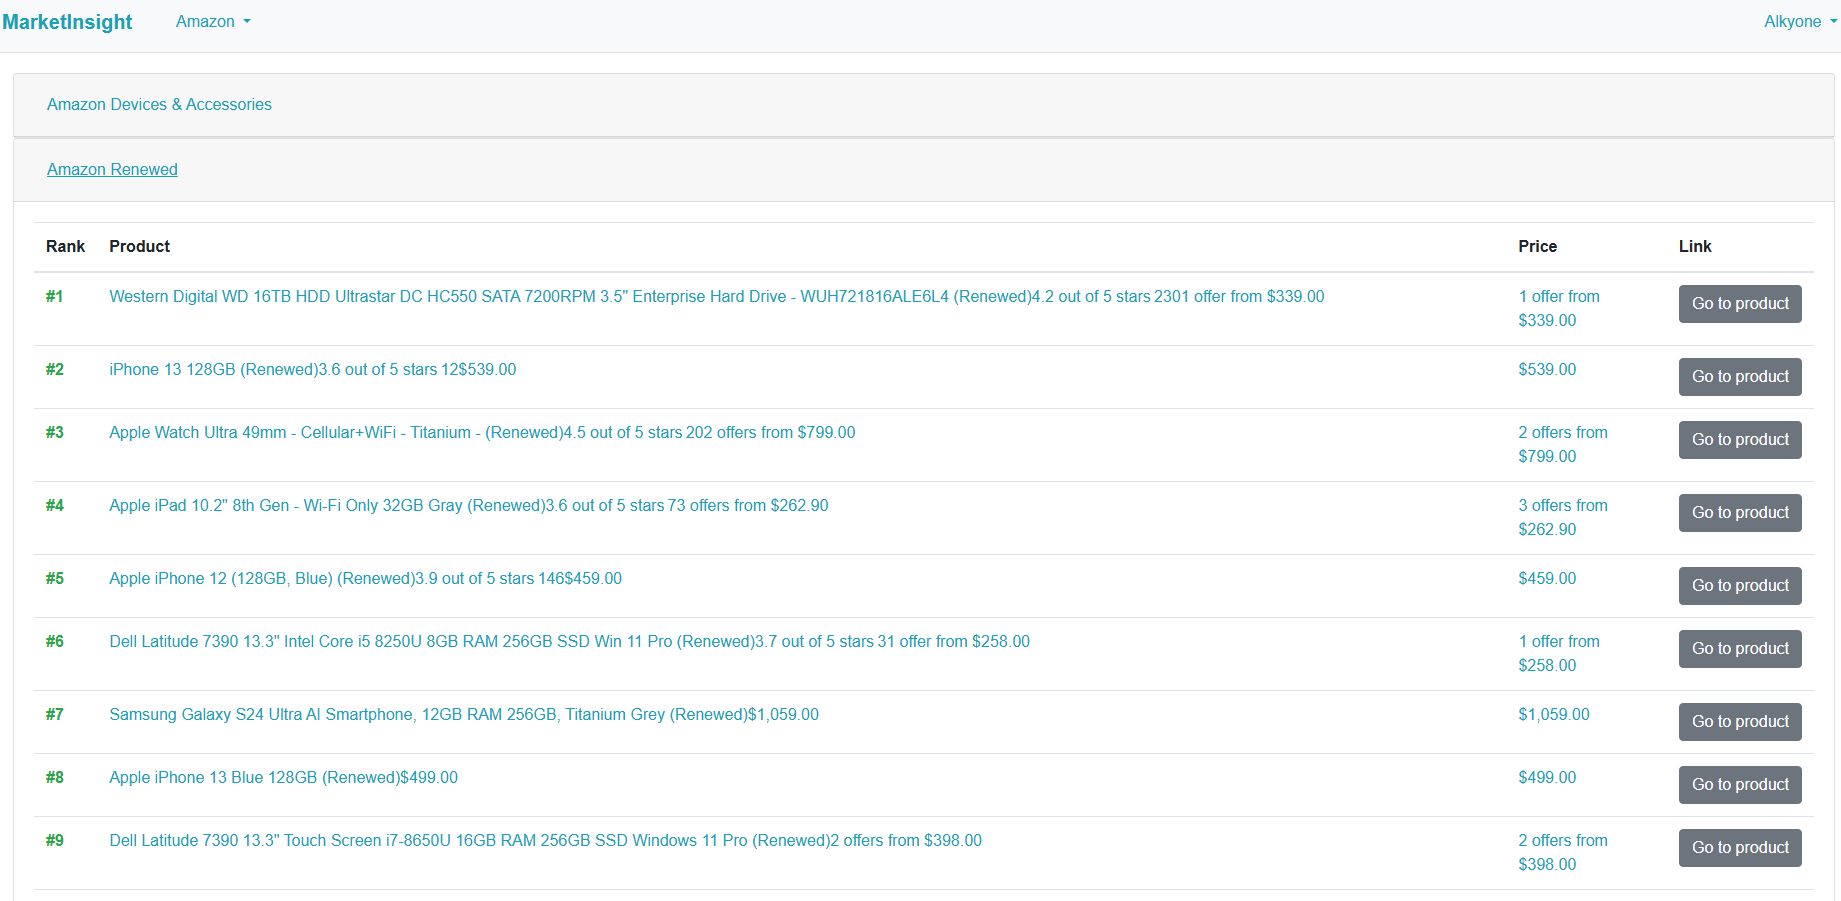 MarketInsight Amazon Alkyone
Amazon Devices & Accessories
Amazon Renewed
Rank Product Price Link
#1 Western Digital WD 16TB HDD Ultrastar DC HC550 SATA 7200RPM 3.5" Enterprise Hard Drive - WUH721816ALE6L4 (Renewed)4.2 out of 5 stars 2301 offer from $339.00 1 offer from Go to product
$339.00
#2 iPhone 13 128GB (Renewed)3.6 out of 5 stars 12$539.00 $539.00 Go to product
#3 Apple Watch Ultra 49mm - Cellular+WiFi - Titanium - (Renewed)4.5 out of 5 stars 202 offers from $799.00 2 offers from Go to product
$799.00
#4 Apple iPad 10.2" 8th Gen - Wi-Fi Only 32GB Gray (Renewed)3.6 out of 5 stars 73 offers from $262.90 3 offers from Go to product
$262.90
#5 Apple iPhone 12 (128GB, Blue) (Renewed)3.9 out of 5 stars 146$459.00 $459.00 Go to product
#6 Dell Latitude 7390 13.3" Intel Core i5 8250U 8GB RAM 256GB SSD Win 11 Pro (Renewed)3.7 out of 5 stars 31 offer from $258.00 1 offer from Go to product
$258.00
#7 Samsung Galaxy S24 Ultra AI Smartphone, 12GB RAM 256GB, Titanium Grey (Renewed)$1,059.00 $1,059.00 Go to product
#8 Apple iPhone 13 Blue 128GB (Renewed)$499.00 $499.00 Go to product
#9 Dell Latitude 7390 13.3" Touch Screen i7-8650U 16GB RAM 256GB SSD Windows 11 Pro (Renewed)2 offers from $398.00 2 offers from Go to product
$398.00